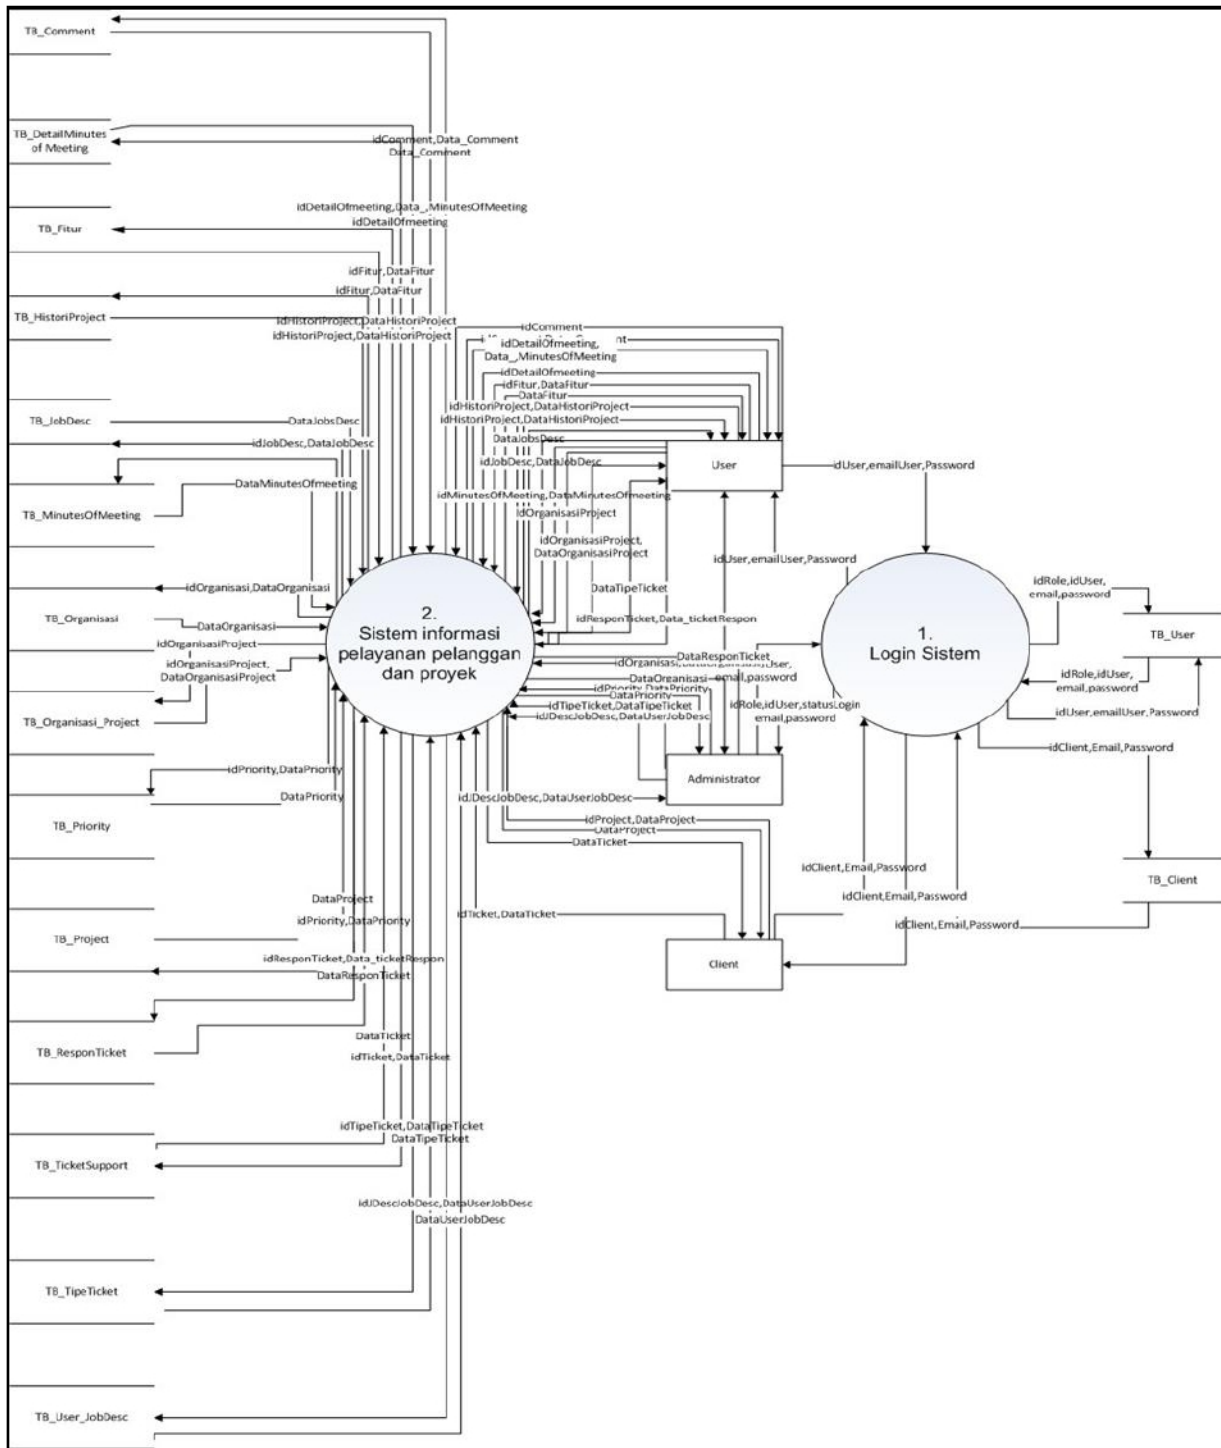 TB_Comment
TB_DetailMinutes
of Meeting
idComment,Data_Comment
Data_Comment
idDetailOfmeeting,Data_,MinutesOfMeeting
idDetailOfmeeting
TB_Fitur
idFitur,DataFitur
idFitur,DataFitur
TB_HistoriProject
idHistoriProject,DataHistoriProject
idHistoriProject,DataHistoriProject
idComment
idDetailOfmeeting,
Data_,MinutesOfMeeting
idDetailOfmeeting
idFitur,DataFitur
DataFitur
idHistoriProject,DataHistoriProject
idHistoriProject,DataHistoriProject
TB_JobDesc
DataJobsDesc
idJobDesc,DataJobDesc
DataJobsDesc
idJobDesc,DataJobDesc
User
idUser,emailUser,Password
DataMinutesOfmeeting
TB_MinutesOfMeeting
idMinutesOfMeeting,DataMinutesOfmeeting
IdOrganisasiProject
idOrganisasiProject,
DataOrganisasiProject
idUser,emailUser,Password
DataTipeTicket
idOrganisasi,DataOrganisasi
TB_Organisasi
DataOrganisasi
idOrganisasiProject
idOrganisasiProject,
DataOrganisasiProject
TB_Organisasi_Project
2.
Sistem informasi
pelayanan pelanggan
dan proyek
idResponTicket,Data_ticketRespon
DataResponTicket
email,password
DataOrganisasi
idPriority,DataPriority
DataPriority
idTipeTicket,DataTipeTicket
idJDescJobDesc,DataUserJobDesc
idRole,idUser,statusLogin
email,password
1.
Login Sistem
idRole,idUser,
email,password
TB_User
idRole,idUser,
email,password
idUser,emailUser,Password
idClient,Email,Password
idPriority,DataPriority
DataPriority
TB_Priority
Administrator
idJDescJobDesc,DataUserJobDesc
idProject,DataProject
DataProject
DataTicket
idClient,Email,Password
TB_Client
idClient,Email,Password
idClient,Email,Password
DataProject
idPriority,DataPriority
idTicket,DataTicket
TB_Project
Client
idResponTicket,Data_ticketRespon
DataResponTicket
TB_ResponTicket
DataTicket
idTicket,DataTicket
idTipeTicket,DataTipeTicket
DataTipeTicket
TB_TicketSupport
idJDescJobDesc,DataUserJobDesc
DataUserJobDesc
TB_TipeTicket
TB_User_JobDesc